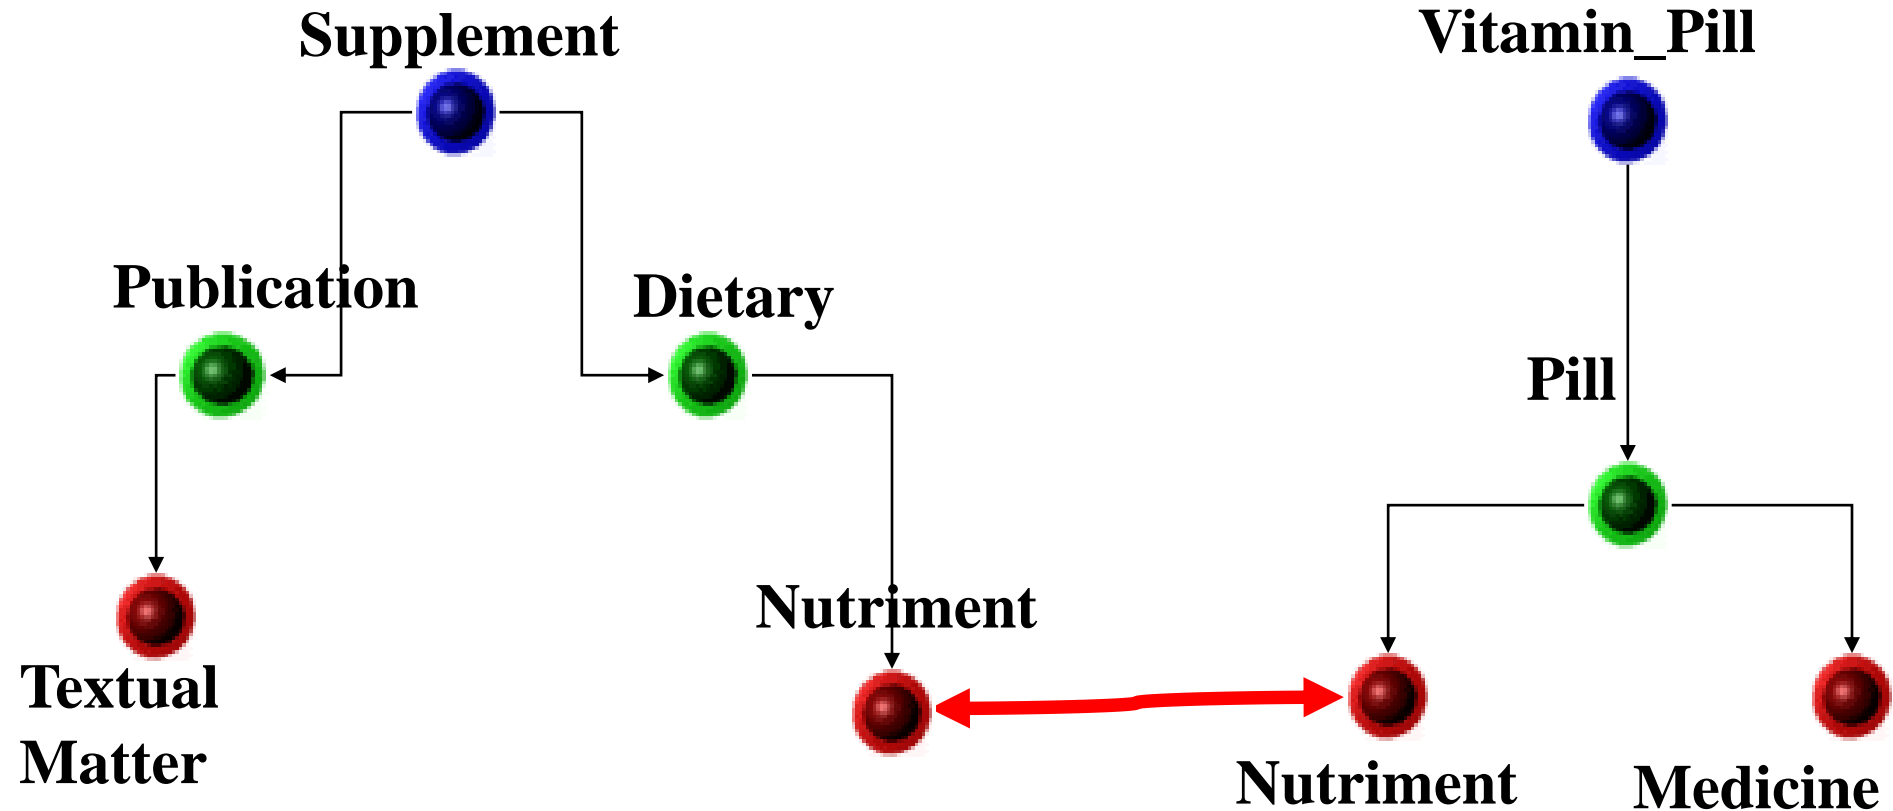 Supplement
Vitamin_Pill
Publication
Dietary
Pill
Nutriment
Textual
Matter
Nutriment
Medicine